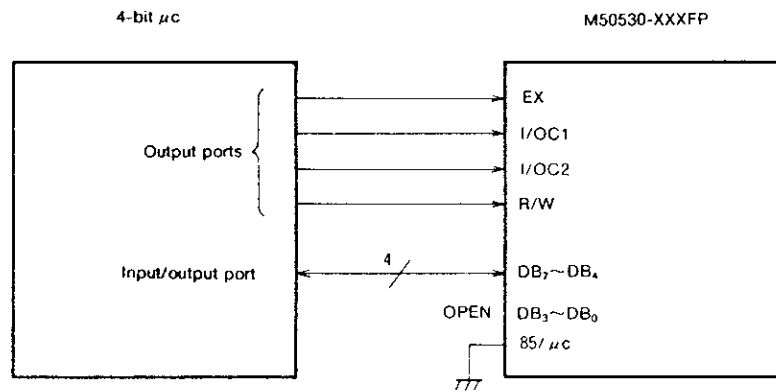 4-bit μc
M50530-XXXFP
Output ports
EX
I/OC1
I/OC2
R/W
Input/output port
4
DB₇~DB₄
OPEN DB₃~DB₀
85/μc